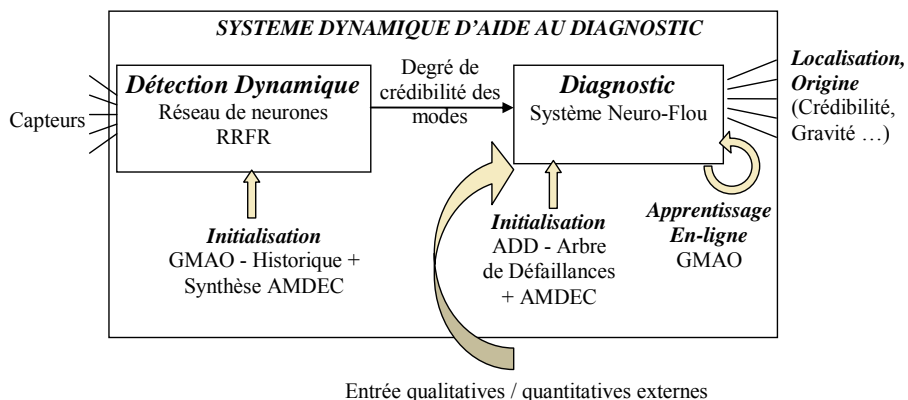 SYSTEME DYNAMIQUE D'AIDE AU DIAGNOSTIC
Capteurs
Détection Dynamique
Réseau de neurones
RRFR
Degré de
crédibilité des
modes
Diagnostic
Système Neuro-Flou
Localisation,
Origine
(Crédibilité,
Gravité …)
Initialisation
GMAO - Historique +
Synthèse AMDEC
Initialisation
ADD - Arbre
de Défaillances
+ AMDEC
Apprentissage
En-ligne
GMAO
Entrée qualitatives / quantitatives externes